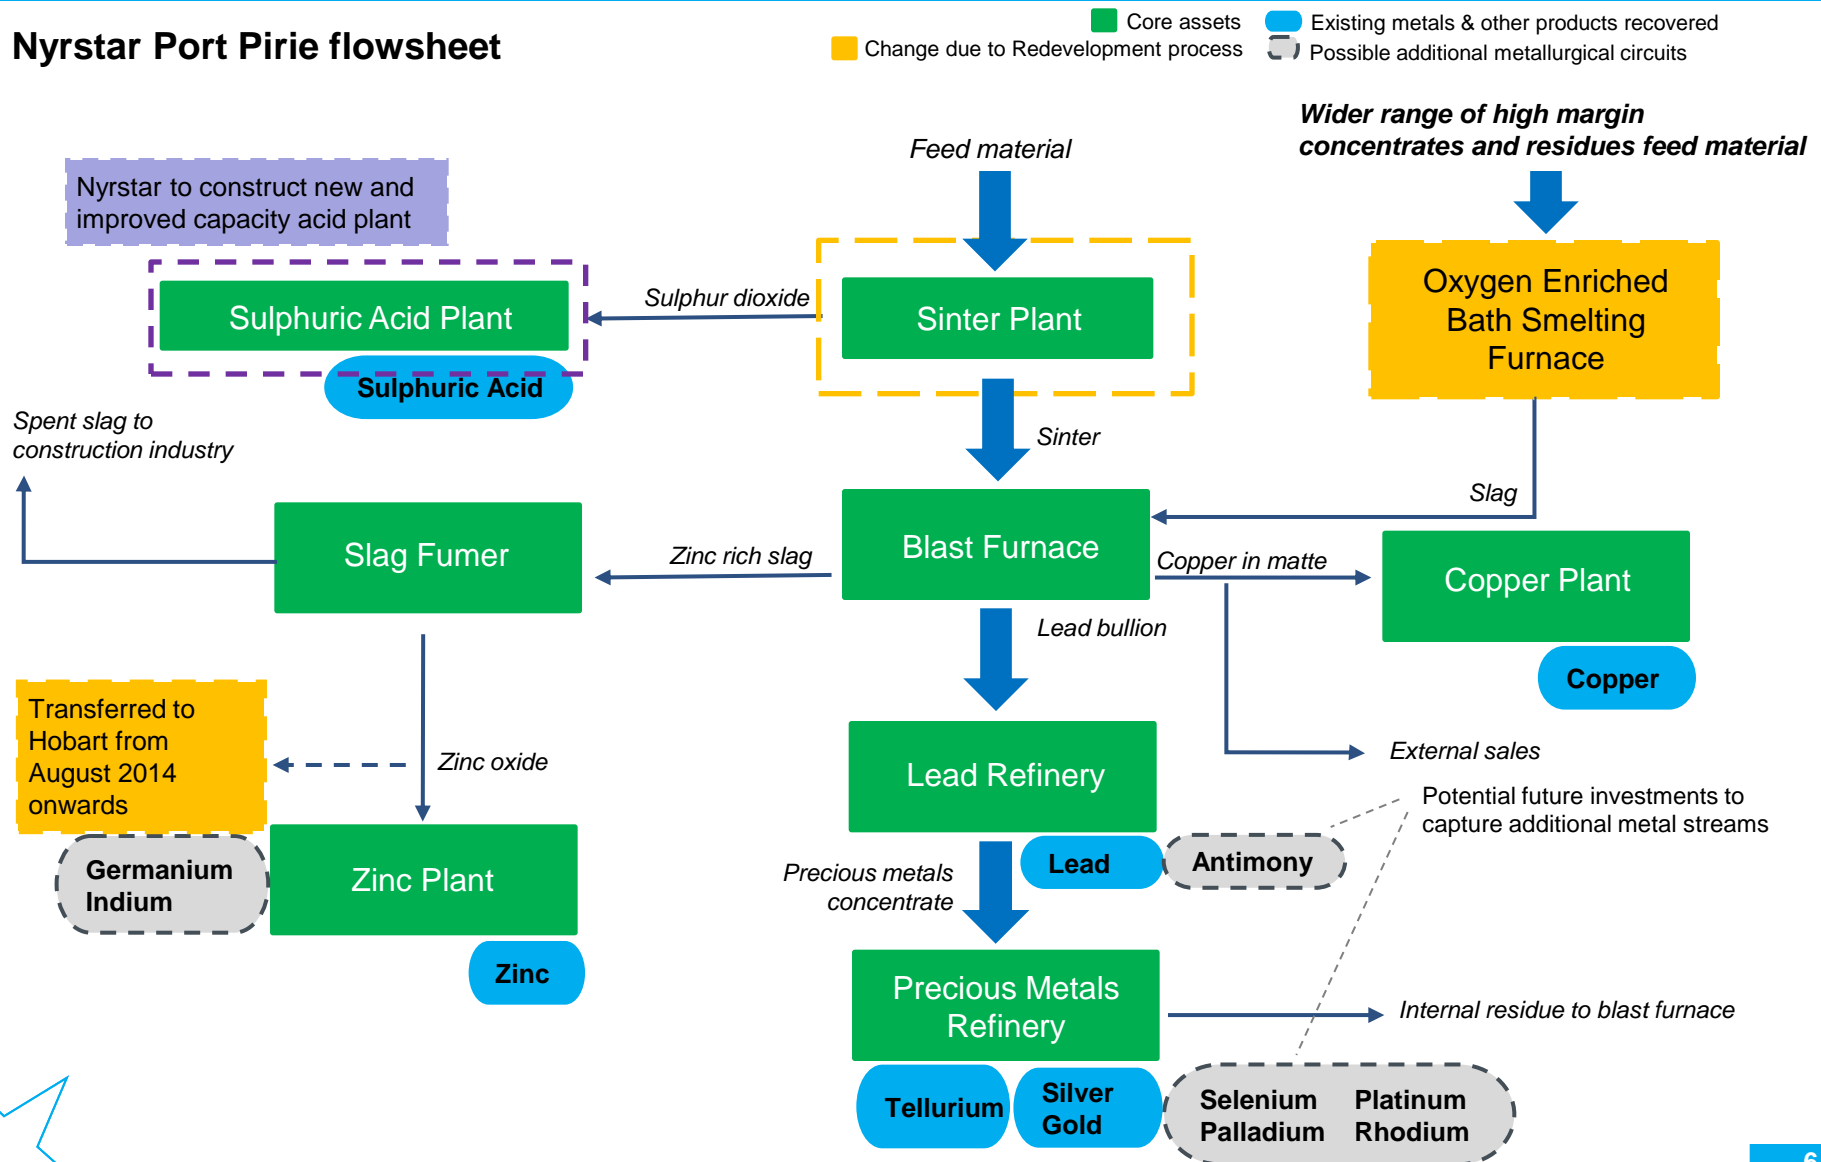 Nyrstar Port Pirie flowsheet
Core assets
Existing metals & other products recovered
Change due to Redevelopment process
Possible additional metallurgical circuits
Wider range of high margin
concentrates and residues feed material
Feed material
Nyrstar to construct new and
improved capacity acid plant
Sulphuric Acid Plant
Sulphur dioxide
Sinter Plant
Oxygen Enriched
Bath Smelting
Furnace
Sulphuric Acid
Spent slag to
construction industry
Sinter
Slag
Slag Fumer
Zinc rich slag
Blast Furnace
Copper in matte
Copper Plant
Lead bullion
Copper
Transferred to
Hobart from
August 2014
onwards
Zinc oxide
Lead Refinery
External sales
Potential future investments to
capture additional metal streams
Germanium
Indium
Zinc Plant
Precious metals
concentrate
Lead
Antimony
Zinc
Precious Metals
Refinery
Internal residue to blast furnace
Tellurium
Silver
Gold
Selenium Platinum
Palladium Rhodium
6